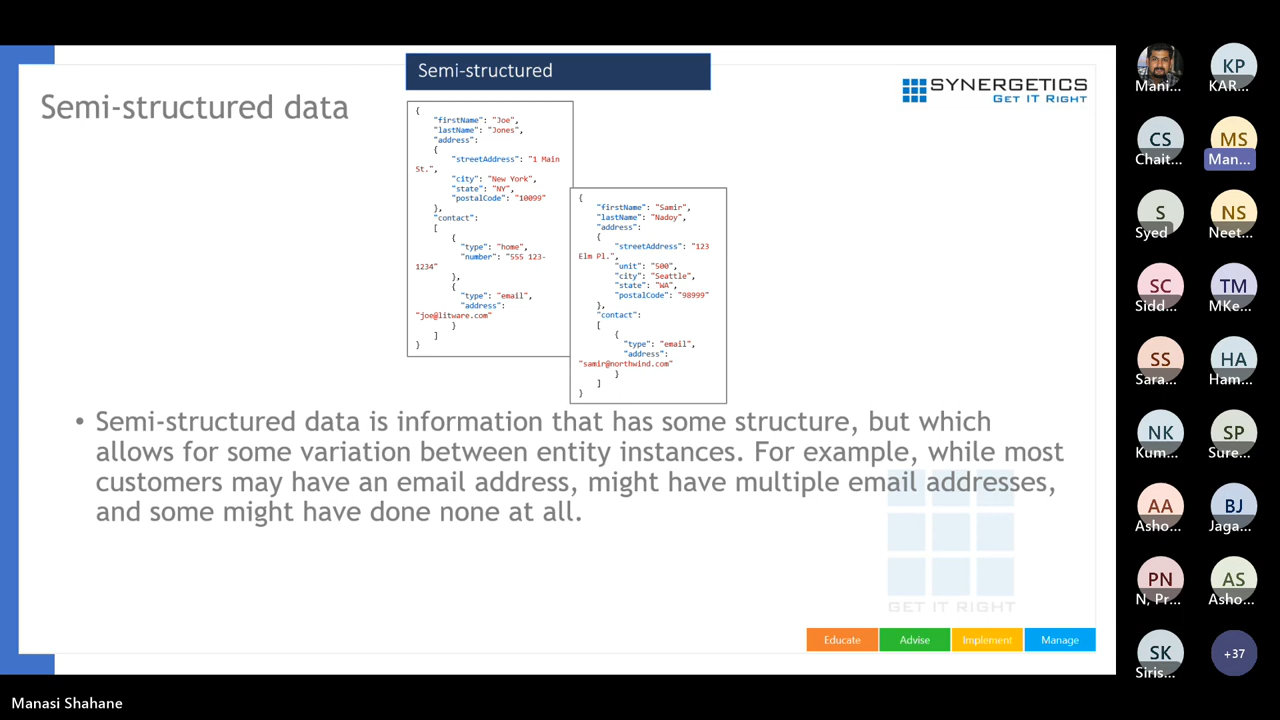 Semi-structured
SYNERGETICS
GET IT RIGHT
Semi-structured data
{
"firstName": "Joe",
"lastName": "Jones",
"address":
{
"streetAddress": "1 Main
St.",
"city": "New York",
"state": "NY",
"postalCode": "10099"
},
"contact":
[
{
"type": "home",
"number": "555 123-
1234"
},
{
"type": "email",
"address":
"joe@litware.com"
}
]
}
{
"firstName": "Samir",
"lastName": "Nadoy",
"address":
{
"streetAddress": "123
Elm Pl.",
"unit": "500",
"city": "Seattle",
"state": "WA",
"postalCode": "98999"
},
"contact":
[
{
"type": "email",
"address":
"samir@northwind.com"
}
]
}
• Semi-structured data is information that has some structure, but which
allows for some variation between entity instances. For example, while most
customers may have an email address, might have multiple email addresses,
and some might have done none at all.
GET IT RIGHT
Educate Advise Implement Manage
Mani...
KP
KAR...
CS
Chait...
MS
Man...
S
Syed
NS
Neet...
SC
Sidd...
TM
MKe...
SS
Sara...
HA
Ham...
NK
Kum...
SP
Sure...
AA
Asho...
BJ
Jaga...
PN
N, Pr...
AS
Asho...
SK
Siris...
+37
Manasi Shahane